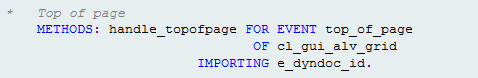 *   Top of page
METHODS: handle_topofpage FOR EVENT top_of_page
OF cl_gui_alv_grid
IMPORTING e_dyndoc_id.